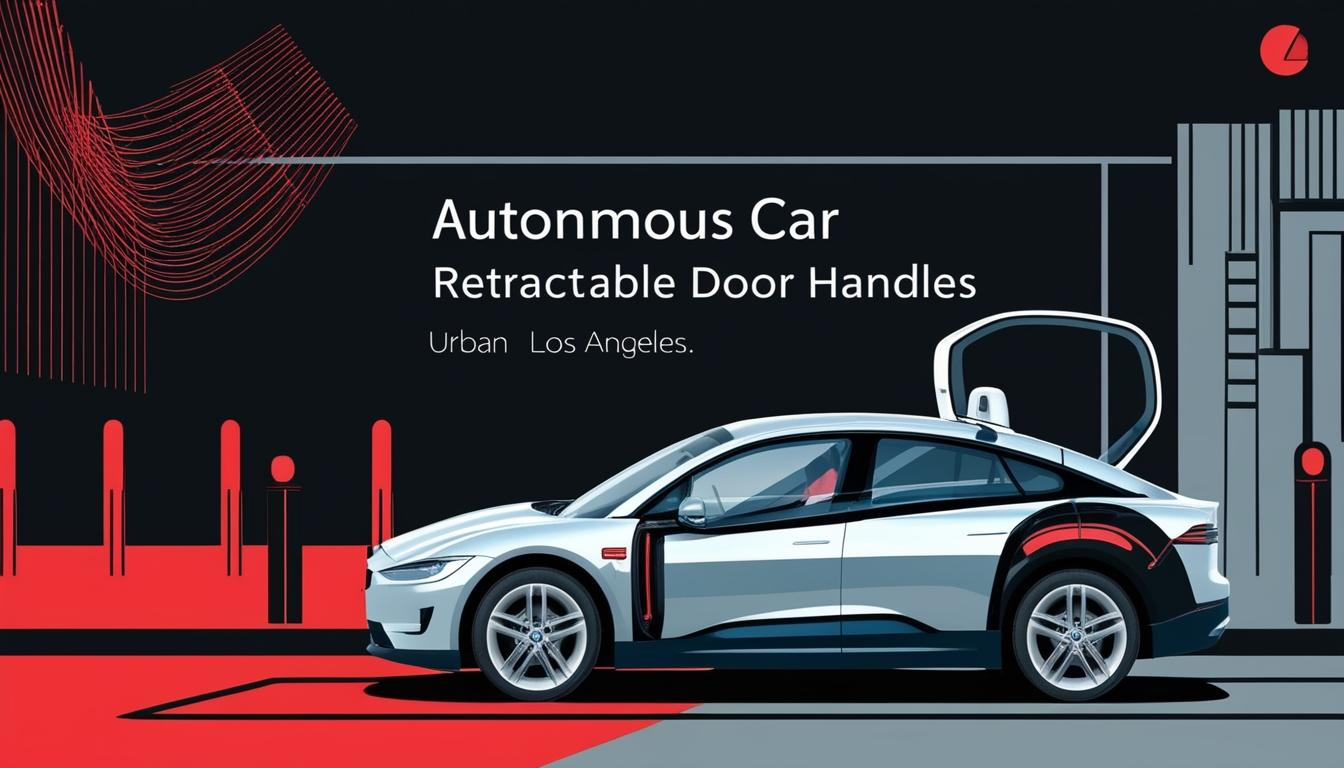 Autonmous Car
Retractable Door Handles
Urban Los Angeles.